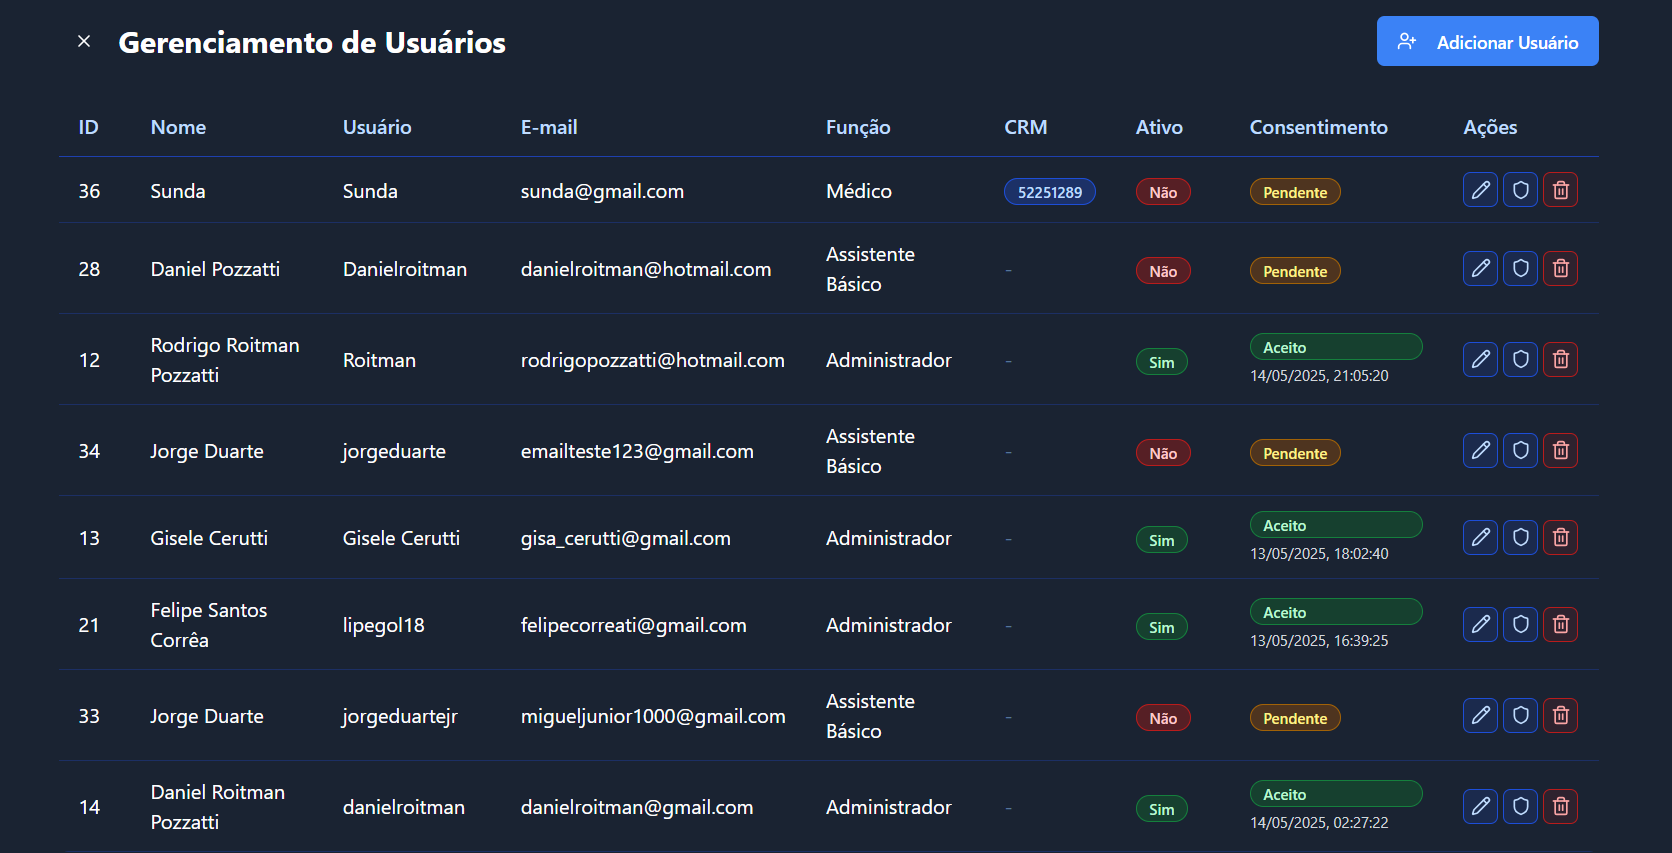 Gerenciamento de Usuários
Adicionar Usuário
ID Nome Usuário E-mail Função CRM Ativo Consentimento Ações
36 Sunda Sunda sunda@gmail.com Médico 52251289 Não Pendente
28 Daniel Pozzatti Danielroitman danielroitman@hotmail.com Assistente Básico - Não Pendente
12 Rodrigo Roitman Pozzatti Roitman rodrigopozzatti@hotmail.com Administrador - Sim Aceito
14/05/2025, 21:05:20
34 Jorge Duarte jorgeduarte emailteste123@gmail.com Assistente Básico - Não Pendente
13 Gisele Cerutti Gisele Cerutti gisa_cerutti@gmail.com Administrador - Sim Aceito
13/05/2025, 18:02:40
21 Felipe Santos Corrêa lipegol18 felipecorreati@gmail.com Administrador - Sim Aceito
13/05/2025, 16:39:25
33 Jorge Duarte jorgeduartejr migueljunior1000@gmail.com Assistente Básico - Não Pendente
14 Daniel Roitman Pozzatti danielroitman danielroitman@gmail.com Administrador - Sim Aceito
14/05/2025, 02:27:22